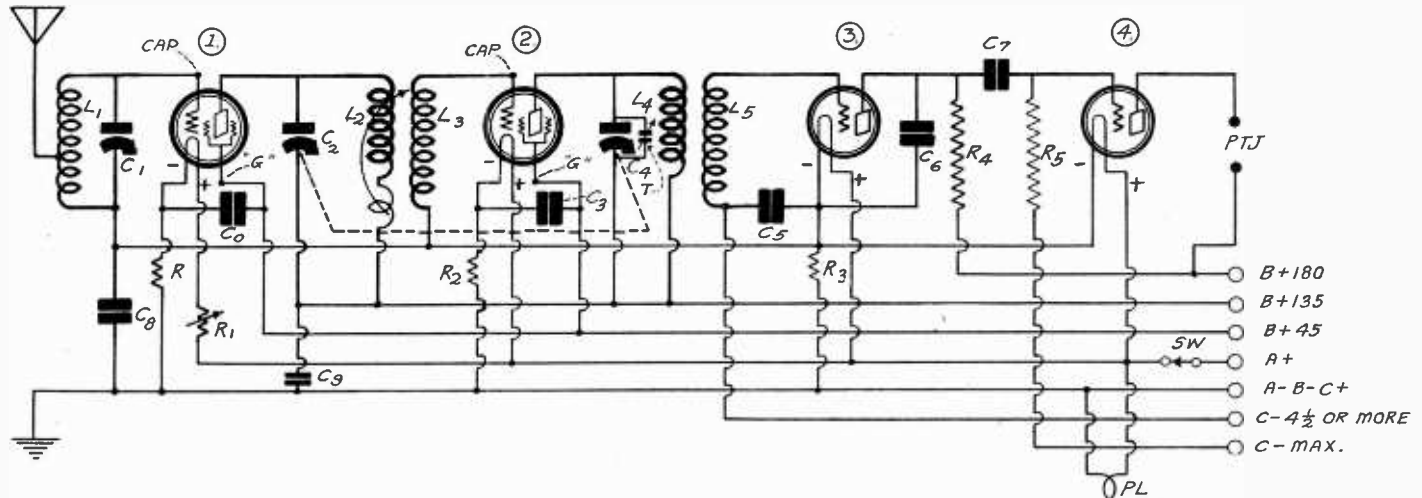 CAP
1.
CAP
2
3.
4.
L1
C1
"G"
-
+
C0
R
R1
C8
C2
L2
L3
C9
"G"
-
+
C3
R2
L4
C4
T.
L5
C5
-
+
R3
C6
R4
C7
R5
-
+
PTJ
B+180
B+135
B+45
SW
A+
A-B-C+
C-4½ OR MORE
C-MAX.
PL